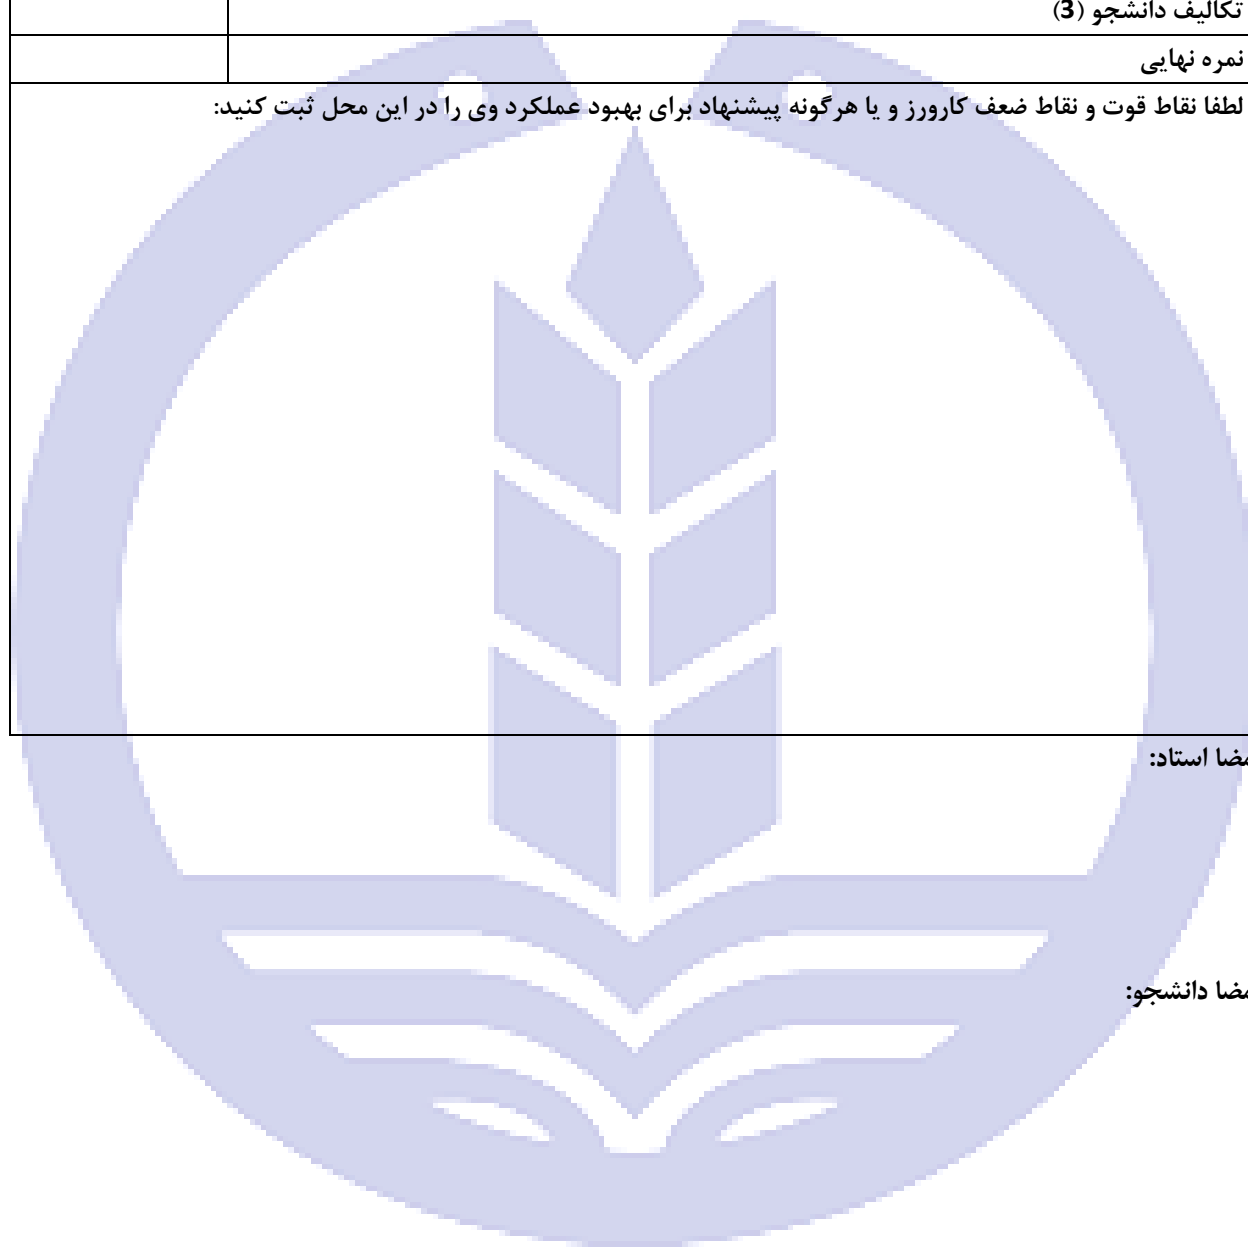 تکالیف دانشجو (3)
نمره نهایی
لطفا نقاط قوت و نقاط ضعف کارورز و یا هرگونه پیشنهاد برای بهبود عملکرد وی را در این محل ثبت کنید:
مضا استاد:
مضا دانشجو: